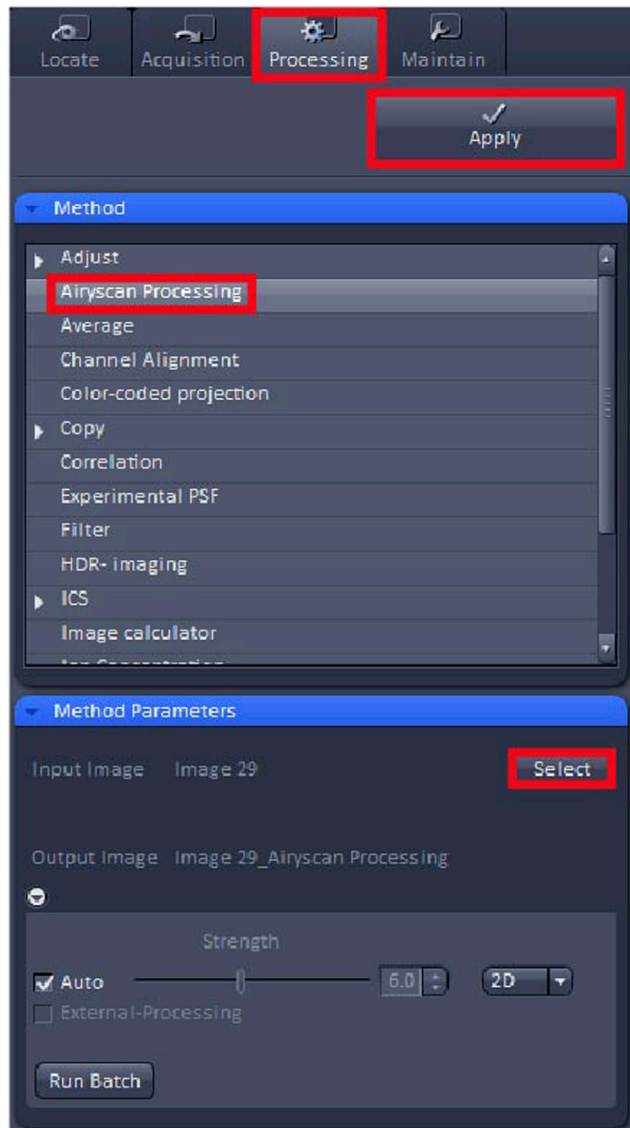 Locate Acquisition Processing Maintain
Apply
Method
Adjust
Airyscan Processing
Average
Channel Alignment
Color-coded projection
Copy
Correlation
Experimental PSF
Filter
HDR- imaging
ICS
Image calculator
Ion Concentration
Method Parameters
Input Image Image 29 Select
Output Image Image 29_Airyscan Processing
Strength
Auto 6.0 2D
External-Processing
Run Batch